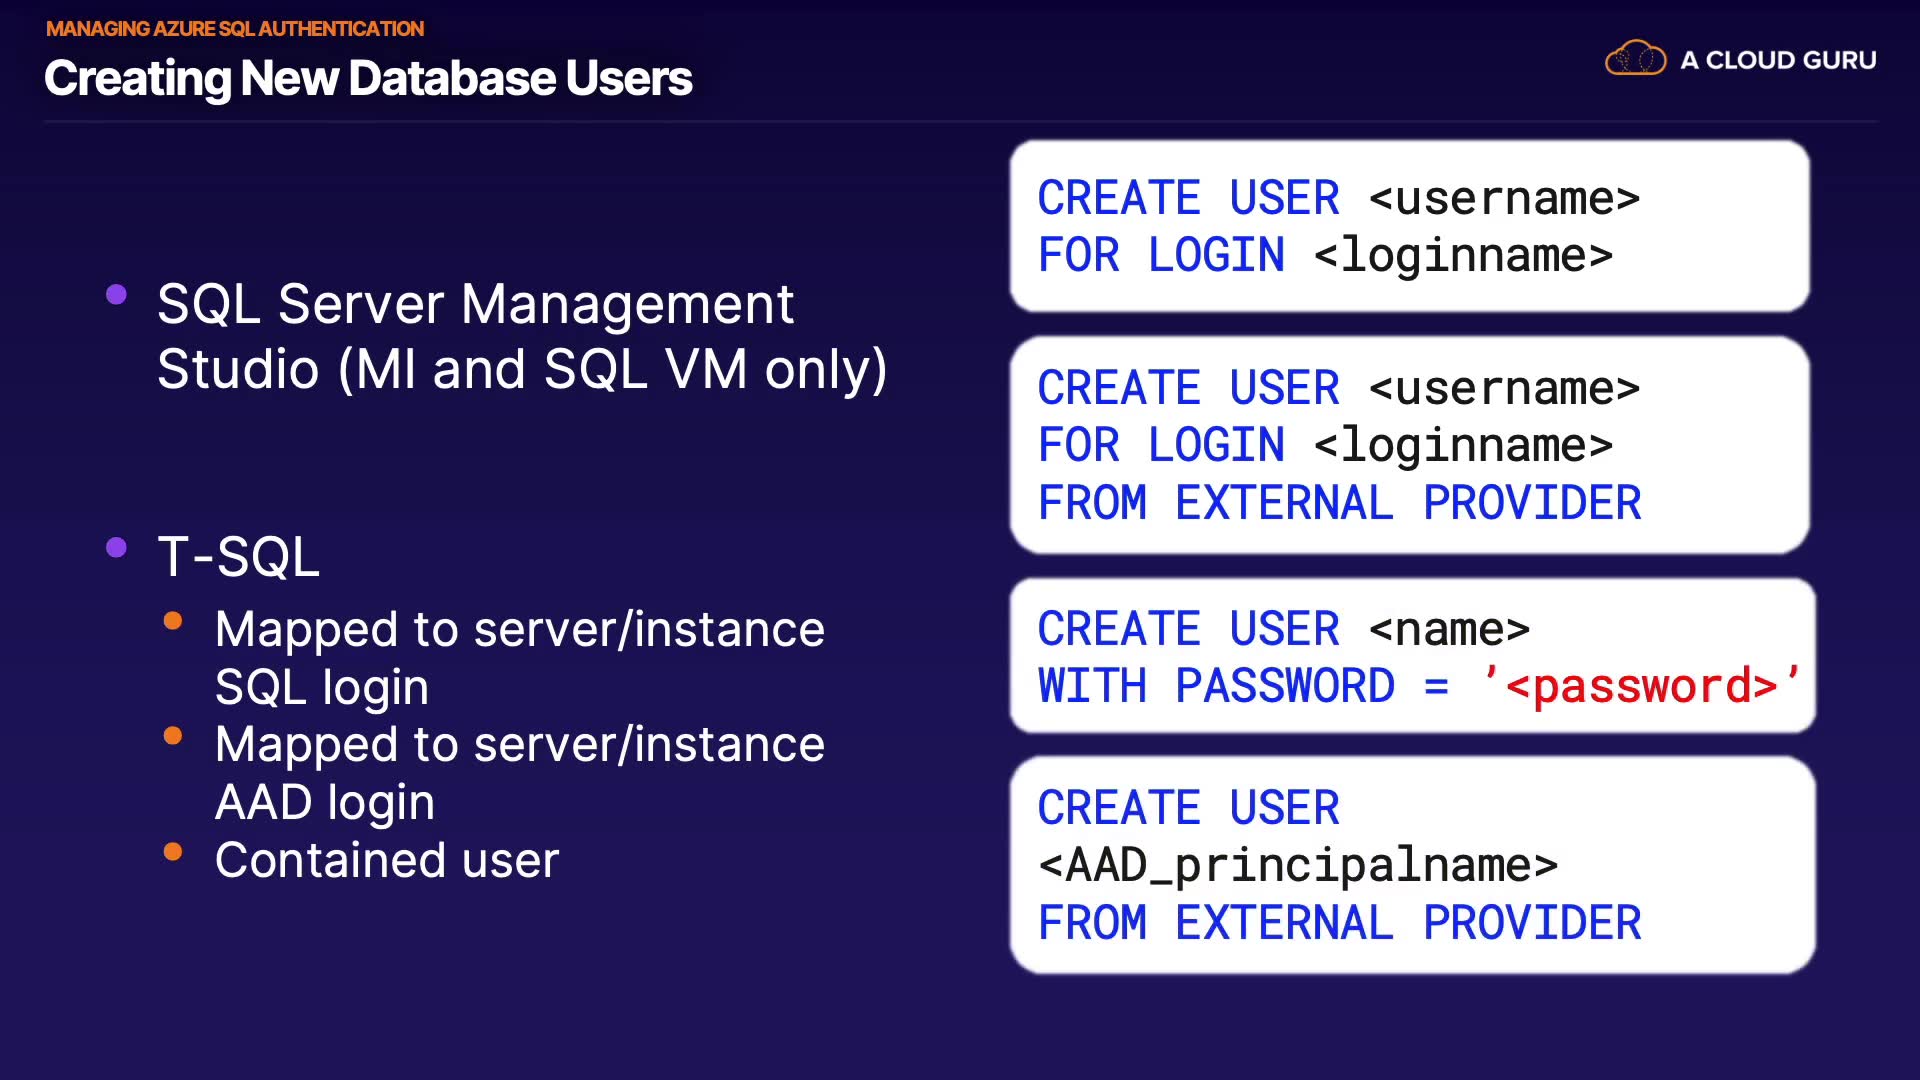 MANAGING AZURE SQL AUTHENTICATION
Creating New Database Users
A CLOUD GURU
SQL Server Management
Studio (MI and SQL VM only)
T-SQL
Mapped to server/instance
SQL login
Mapped to server/instance
AAD login
Contained user
CREATE USER <username>
FOR LOGIN <loginname>
CREATE USER <username>
FOR LOGIN <loginname>
FROM EXTERNAL PROVIDER
CREATE USER <name>
WITH PASSWORD = ’<password>’
CREATE USER
<AAD_principalname>
FROM EXTERNAL PROVIDER